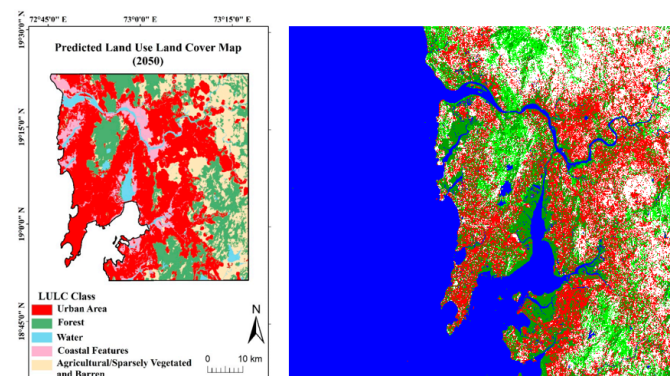 72°45'0" E 73°0'0" E 73°15'0" E
19°30'0" N
Predicted Land Use Land Cover Map
(2050)
19°15'0" N
19°0'0" N
18°45'0" N
LULC Class
Urban Area
Forest
Water
Coastal Features
Agricultural/Sparsely Vegetated
and Barren
N
0 10 km